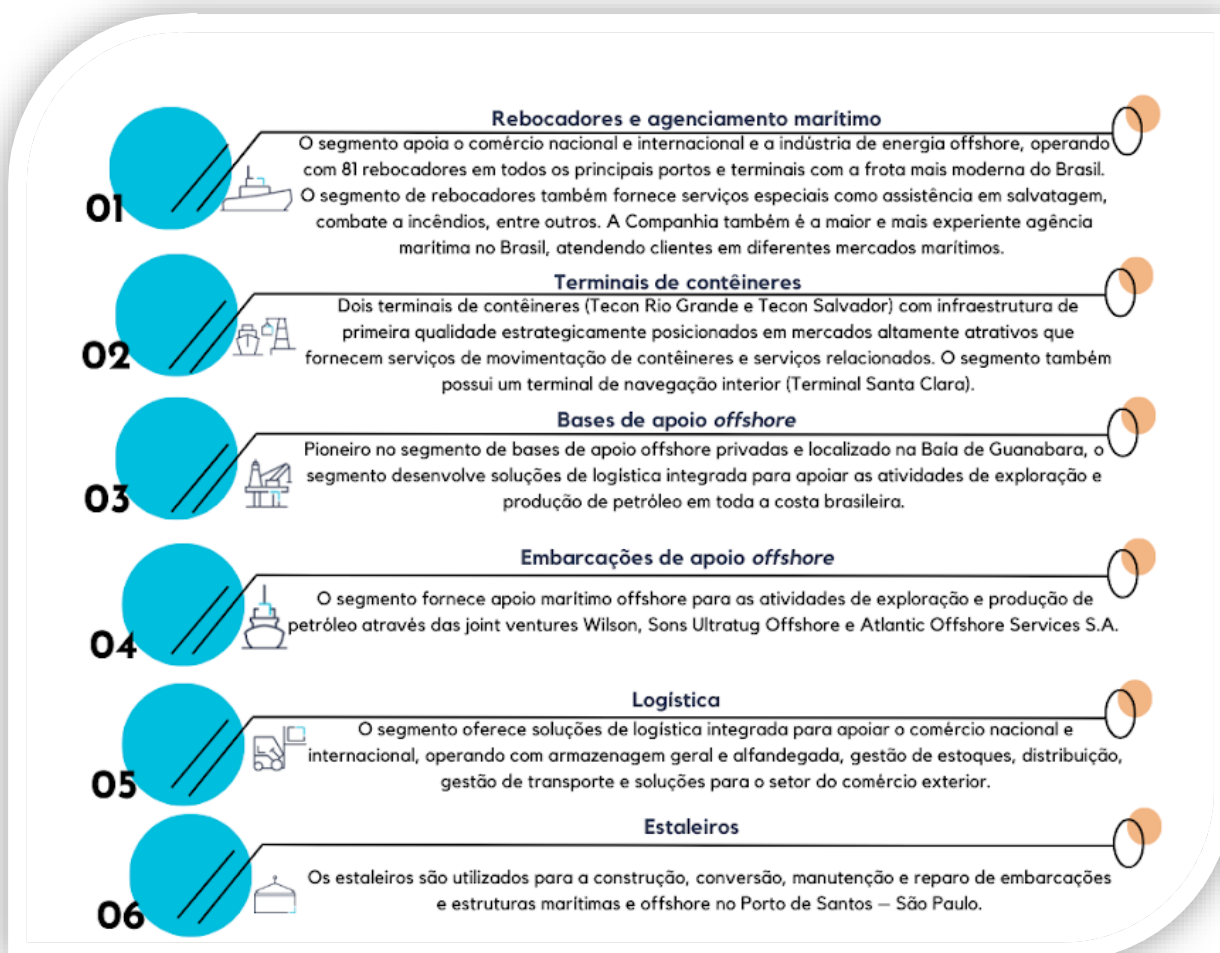 01
Rebocadores e agenciamento marítimo
O segmento apoia o comércio nacional e internacional e a indústria de energia offshore, operando
com 81 rebocadores em todos os principais portos e terminais com a frota mais moderna do Brasil.
O segmento de rebocadores também fornece serviços especiais como assistência em salvatagem,
combate a incêndios, entre outros. A Companhia também é a maior e mais experiente agência
marítima no Brasil, atendendo clientes em diferentes mercados marítimos.
02
Terminais de contêineres
Dois terminais de contêineres (Tecon Rio Grande e Tecon Salvador) com infraestrutura de
primeira qualidade estrategicamente posicionados em mercados altamente atrativos que
fornecem serviços de movimentação de contêineres e serviços relacionados. O segmento também
possui um terminal de navegação interior (Terminal Santa Clara).
03
Bases de apoio offshore
Pioneiro no segmento de bases de apoio offshore privadas e localizado na Baía de Guanabara, o
segmento desenvolve soluções de logística integrada para apoiar as atividades de exploração e
produção de petróleo em toda a costa brasileira.
04
Embarcações de apoio offshore
O segmento fornece apoio marítimo offshore para as atividades de exploração e produção de
petróleo através das joint ventures Wilson, Sons Ultratug Offshore e Atlantic Offshore Services S.A.
05
Logística
O segmento oferece soluções de logística integrada para apoiar o comércio nacional e
internacional, operando com armazenagem geral e alfandegada, gestão de estoques, distribuição,
gestão de transporte e soluções para o setor do comércio exterior.
06
Estaleiros
Os estaleiros são utilizados para a construção, conversão, manutenção e reparo de embarcações
e estruturas marítimas e offshore no Porto de Santos – São Paulo.